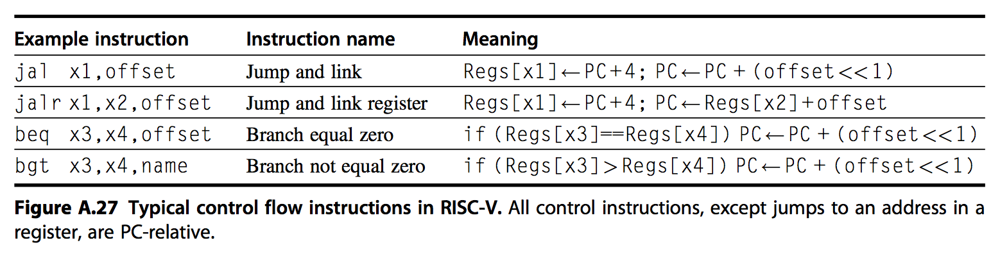 Example instruction Instruction name Meaning
jal x1,offset Jump and link Regs[x1]←PC+4; PC←PC + (offset<<1)
jalr x1,x2,offset Jump and link register Regs[x1]←PC+4; PC←Regs[x2]+offset
beq x3,x4,offset Branch equal zero if (Regs[x3]==Regs[x4]) PC←PC + (offset<<1)
bgt x3,x4,name Branch not equal zero if (Regs[x3]>Regs[x4]) PC←PC + (offset<<1)
Figure A.27 Typical control flow instructions in RISC-V. All control instructions, except jumps to an address in a
register, are PC-relative.